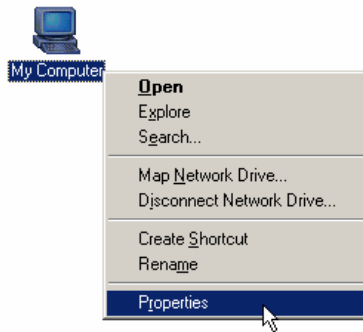 My Computer
Open
Explore
Search...
Map Network Drive...
Disconnect Network Drive...
Create Shortcut
Rename
Properties